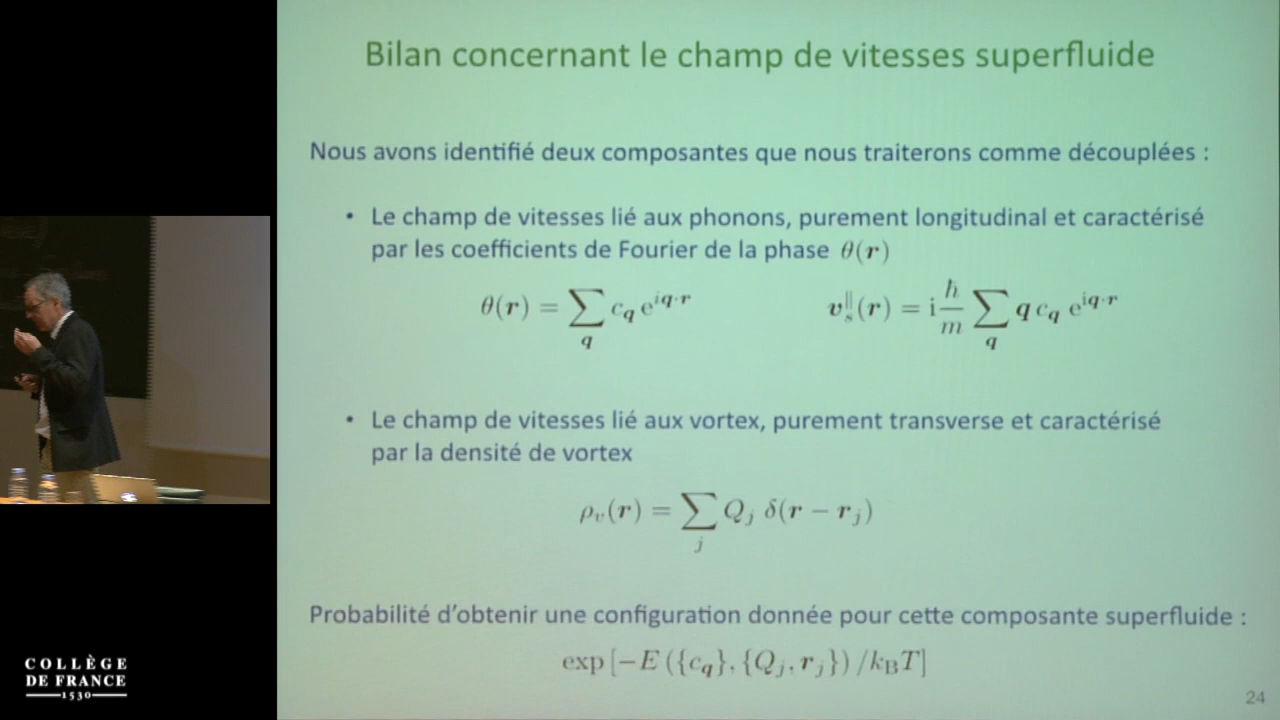 Bilan concernant le champ de vitesses superfluide
Nous avons identifié deux composantes que nous traiterons comme découplées :
• Le champ de vitesses lié aux phonons, purement longitudinal et caractérisé
par les coefficients de Fourier de la phase θ(r)
θ(r) = ∑_q c_q e^{iq·r}
v_s^∥(r) = i ħ/m ∑_q q c_q e^{iq·r}
• Le champ de vitesses lié aux vortex, purement transverse et caractérisé
par la densité de vortex
ρ_v(r) = ∑_j Q_j δ(r − r_j)
Probabilité d'obtenir une configuration donnée pour cette composante superfluide :
exp [−E ({c_q}, {Q_j, r_j}) /k_B T]
24
COLLÈGE
DE FRANCE
1530